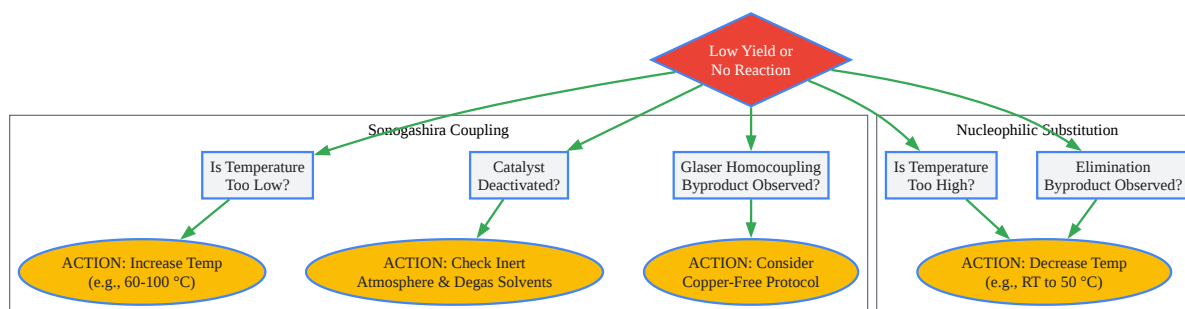 Low Yield or
No Reaction
Sonogashira Coupling
Nucleophilic Substitution
Is Temperature
Too Low?
Catalyst
Deactivated?
Glaser Homocoupling
Byproduct Observed?
Is Temperature
Too High?
Elimination
Byproduct Observed?
ACTION: Increase Temp
(e.g., 60-100 °C)
ACTION: Check Inert
Atmosphere & Degas Solvents
ACTION: Consider
Copper-Free Protocol
ACTION: Decrease Temp
(e.g., RT to 50 °C)